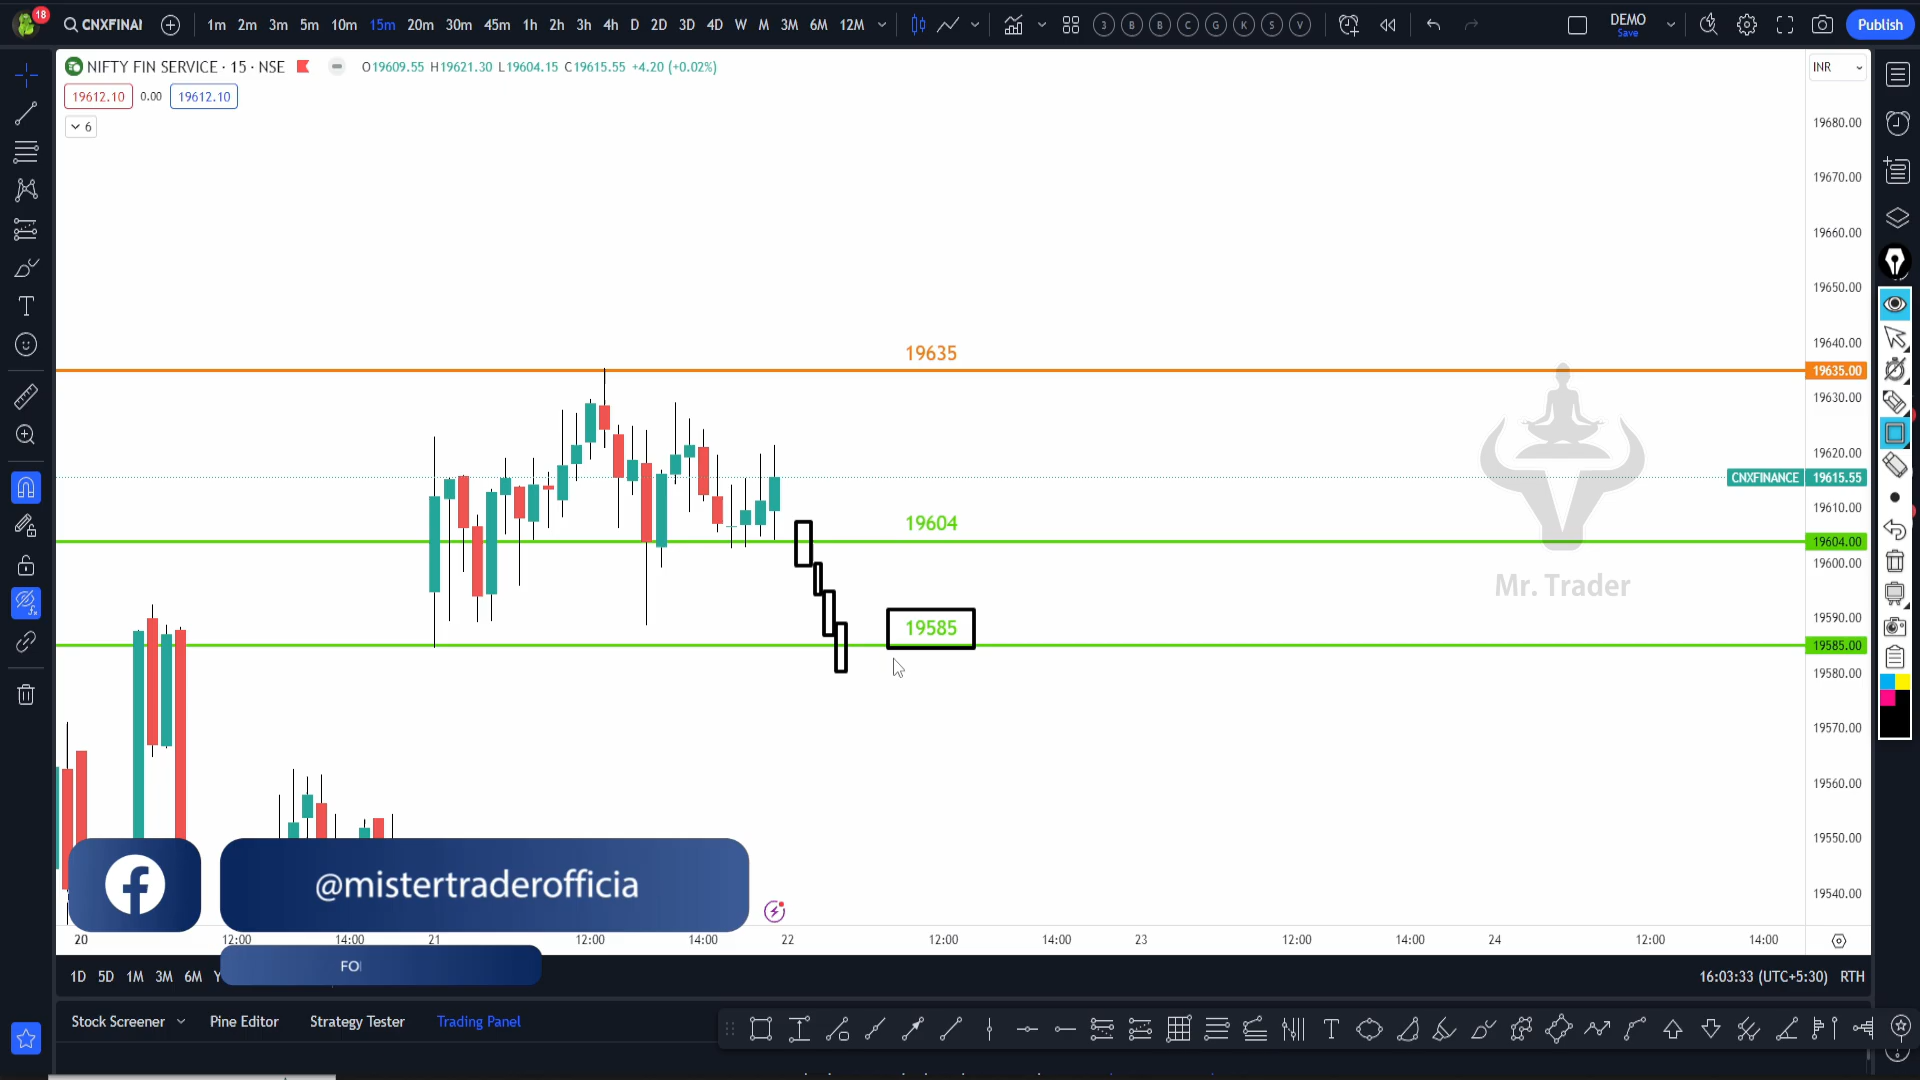 18
CNXFINAI
1m 2m 3m 5m 10m 15m 20m 30m 45m 1h 2h 3h 4h D 2D 3D 4D W M 3M 6M 12M
3 B B C G K S V
DEMO
Save
Publish
NIFTY FIN SERVICE · 15 · NSE
O19609.55 H19621.30 L19604.15 C19615.55 +4.20 (+0.02%)
INR
19612.10 0.00 19612.10
6
19680.00
19670.00
19660.00
19650.00
19640.00
19635
19635.00
19630.00
19620.00
CNXFINANCE 19615.55
19610.00
19604
19604.00
19600.00
Mr. Trader
19590.00
19585
19585.00
19580.00
19570.00
19560.00
19550.00
19540.00
@mistertraderofficia
20 12:00 14:00 21 12:00 14:00 22 12:00 14:00 23 12:00 14:00 24 12:00 14:00
FO
1D 5D 1M 3M 6M Y
16:03:33 (UTC+5:30) RTH
Stock Screener Pine Editor Strategy Tester Trading Panel